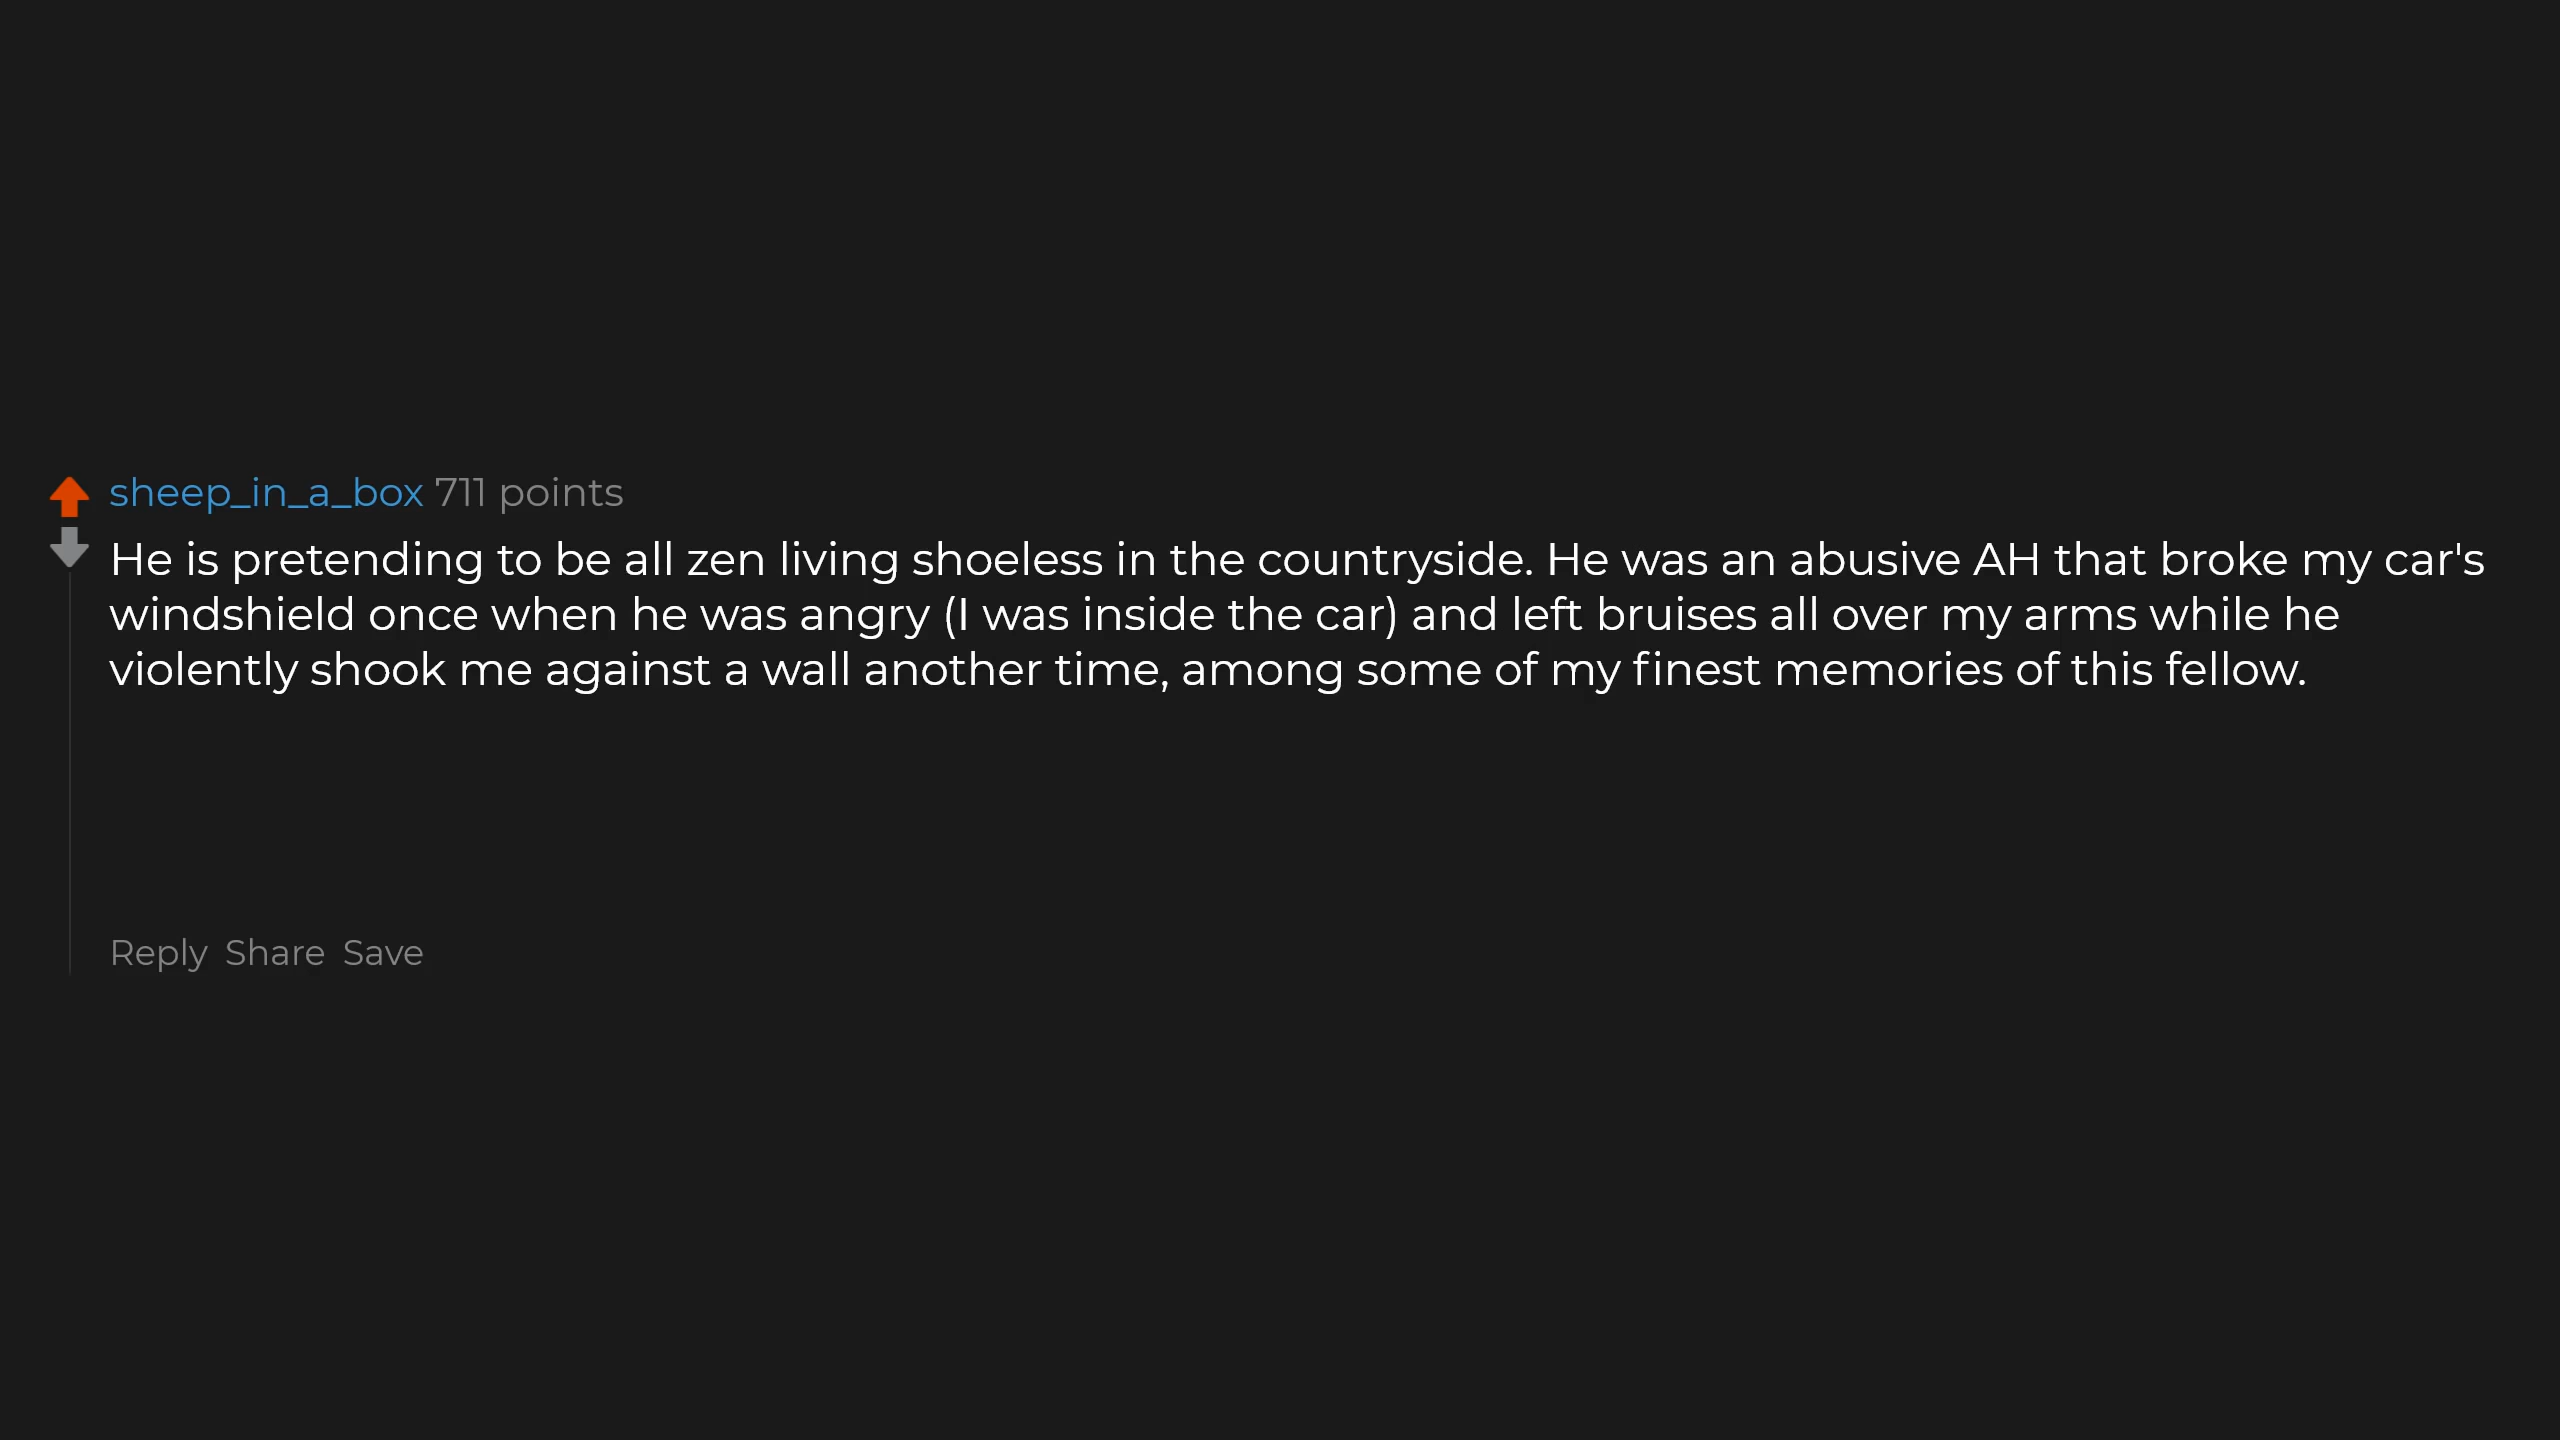 sheep_in_a_box 711 points
He is pretending to be all zen living shoeless in the countryside. He was an abusive AH that broke my car's
windshield once when he was angry (I was inside the car) and left bruises all over my arms while he
violently shook me against a wall another time, among some of my finest memories of this fellow.
Reply Share Save